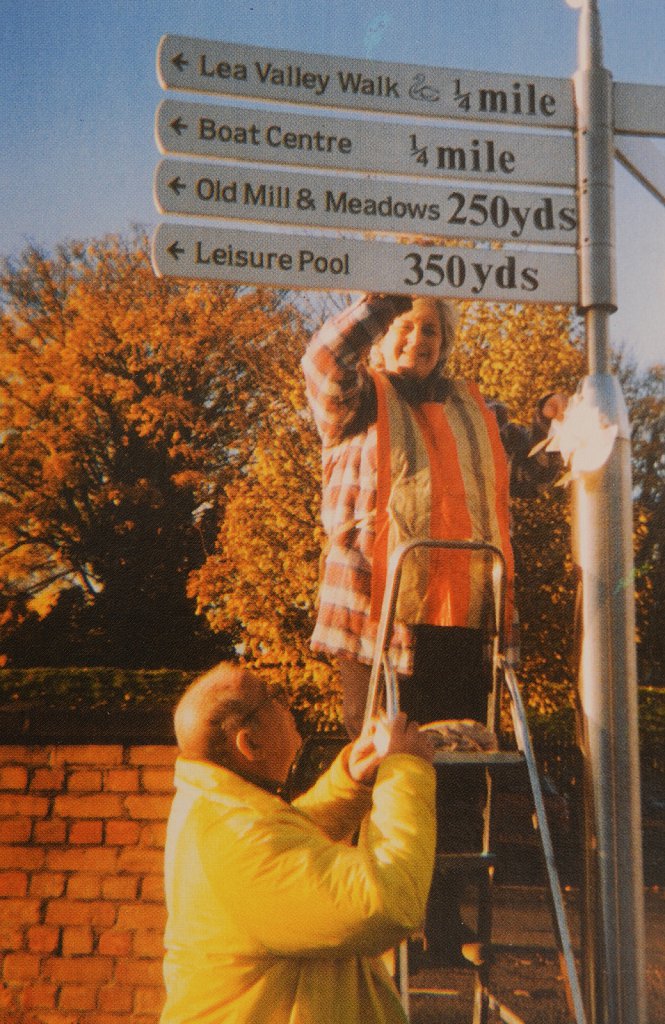 ← Lea Valley Walk ¼ mile
← Boat Centre ¼ mile
← Old Mill & Meadows 250yds
← Leisure Pool 350yds